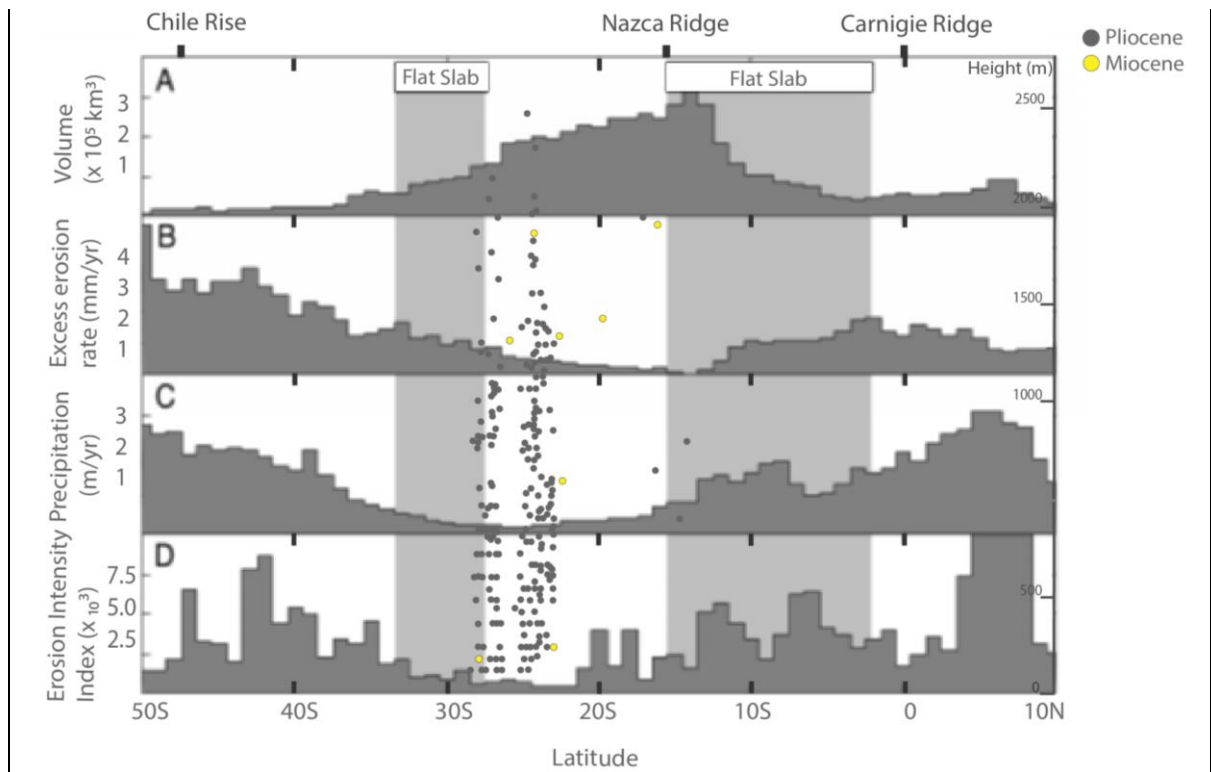 Chile Rise Nazca Ridge Carnigie Ridge
Pliocene
Miocene
A Flat Slab Flat Slab Height (m)
Volume
(x 10⁵ km³)
3
2
1
2500
2000
B
Excess erosion
rate (mm/yr)
4
3
2
1
1500
C
Precipitation
(m/yr)
3
2
1
1000
D
Erosion Intensity
Index (x ₁₀³)
7.5
5.0
2.5
500
0
50S 40S 30S 20S 10S 0 10N
Latitude